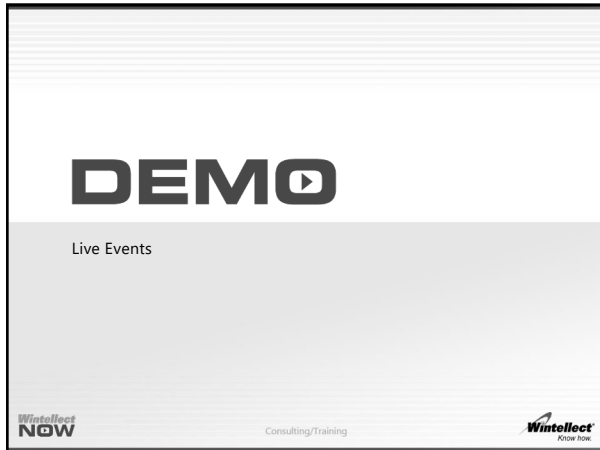 DEMO
Live Events
Wintellect
NOW
Consulting/Training
Wintellect
Know how.